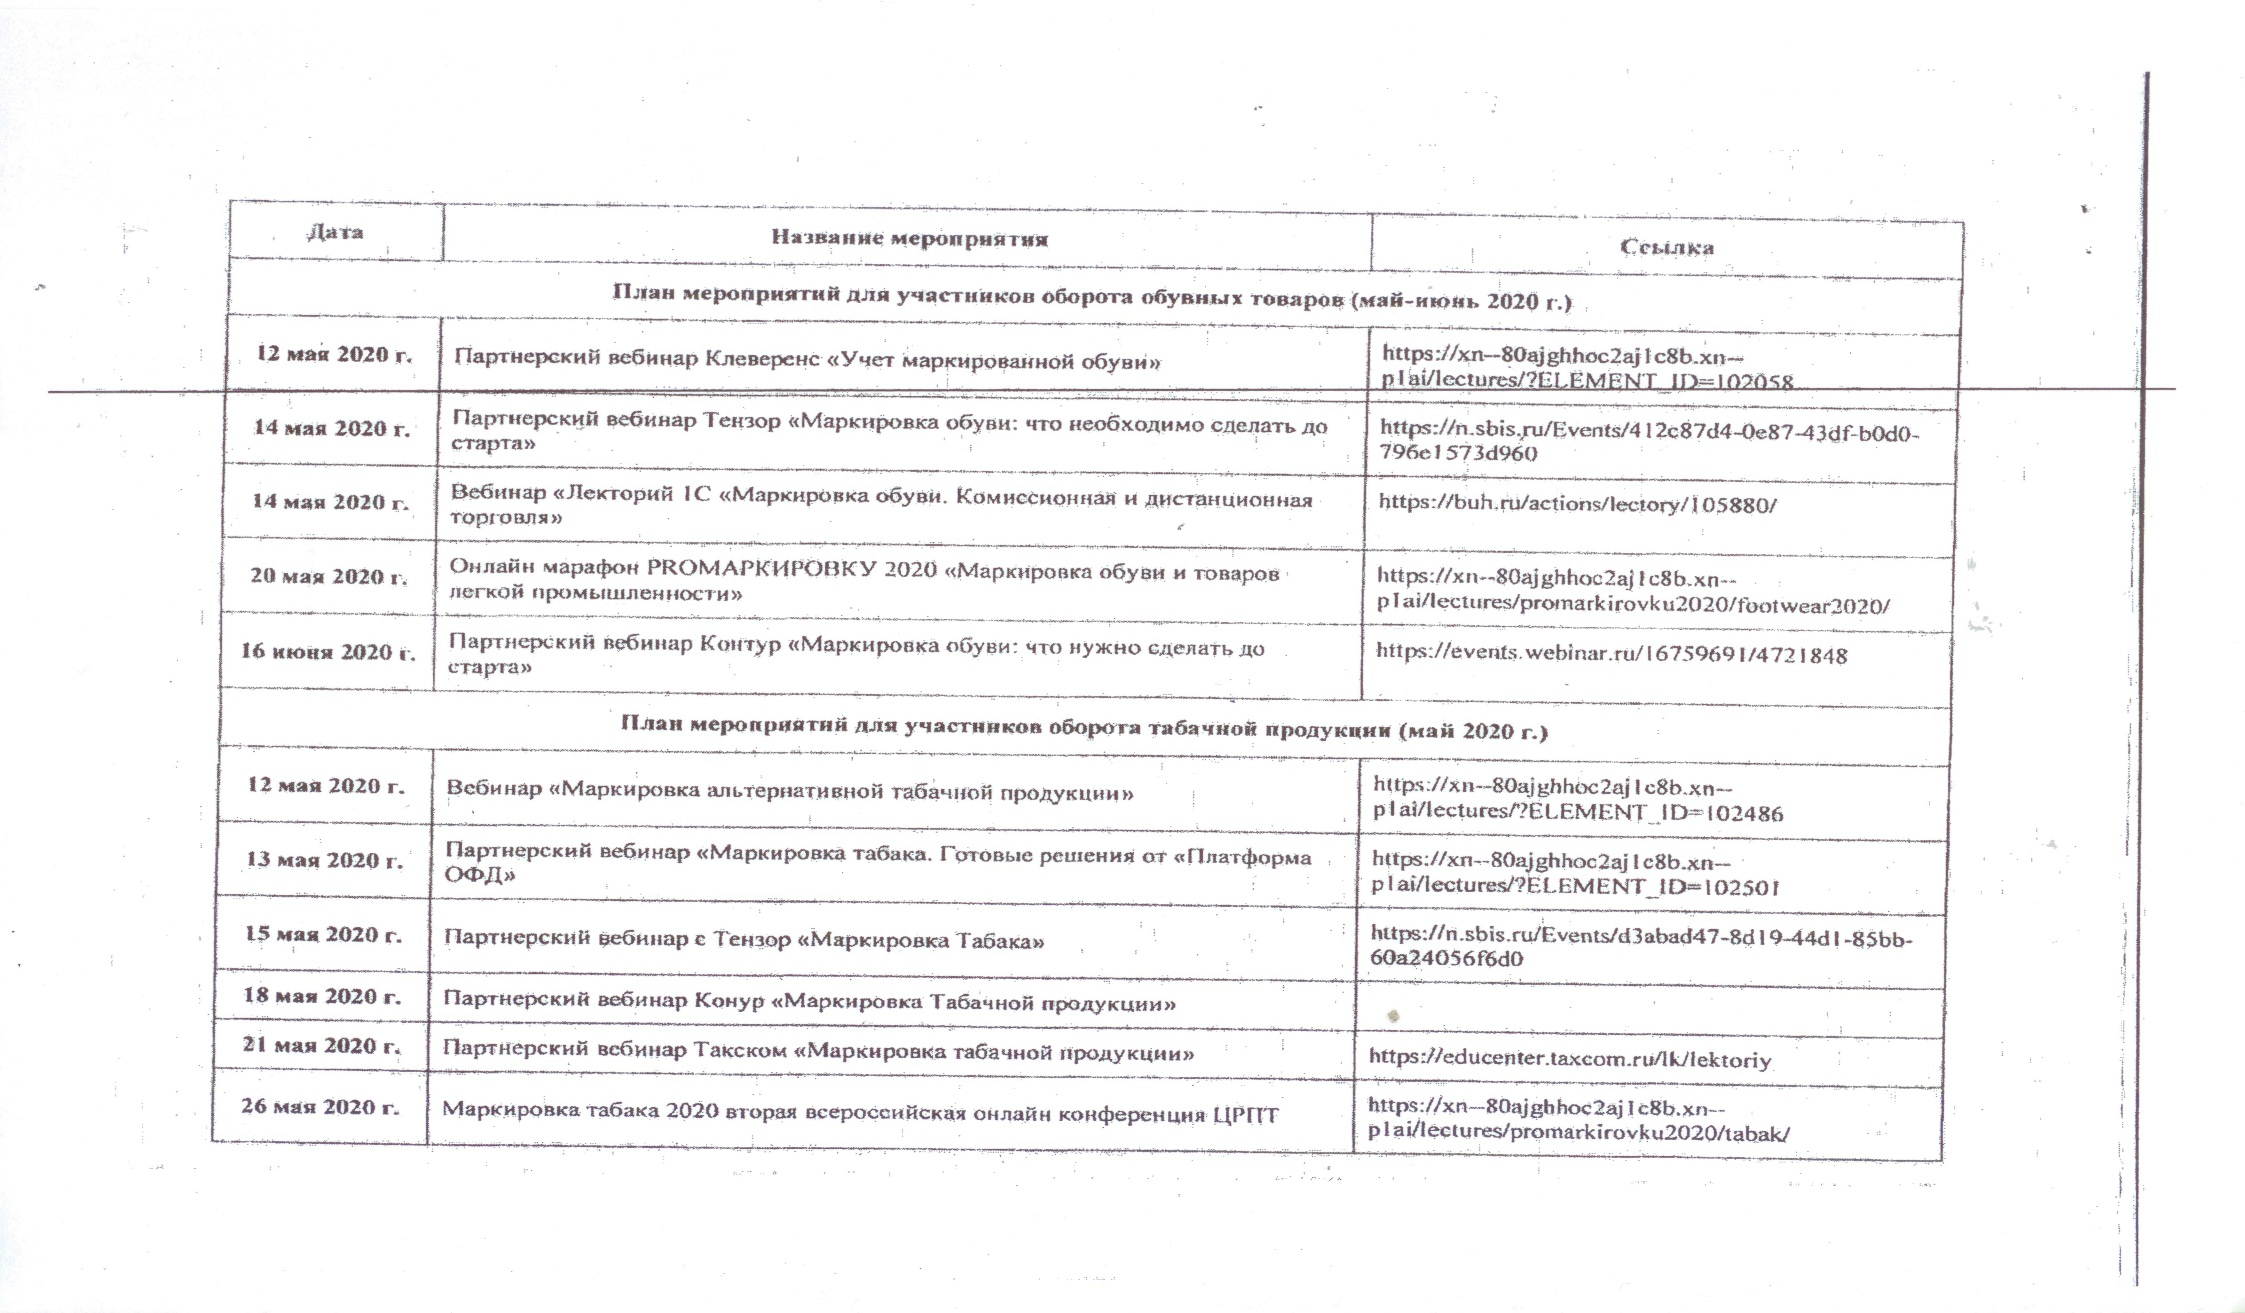 Дата
Название мероприятия
Ссылка
План мероприятий для участников оборота обувных товаров (май-июнь 2020 г.)
12 мая 2020 г.
Партнерский вебинар Клеверенс «Учет маркированной обуви»
https://xn--80ajghhoc2aj1c8b.xn--
p1ai/lectures/?ELEMENT_ID=102058
14 мая 2020 г.
Партнерский вебинар Тензор «Маркировка обуви: что необходимо сделать до
старта»
https://n.sbis.ru/Events/412c87d4-0e87-43df-b0d0-
796e1573d960
14 мая 2020 г.
Вебинар «Лекторий 1С «Маркировка обуви. Комиссионная и дистанционная
торговля»
https://buh.ru/actions/lectory/105880/
20 мая 2020 г.
Онлайн марафон PROМАРКИРОВКУ 2020 «Маркировка обуви и товаров
легкой промышленности»
https://xn--80ajghhoc2aj1c8b.xn--
p1ai/lectures/promarkirovku2020/footwear2020/
16 июня 2020 г.
Партнерский вебинар Контур «Маркировка обуви: что нужно сделать до
старта»
https://events.webinar.ru/16759691/4721848
План мероприятий для участников оборота табачной продукции (май 2020 г.)
12 мая 2020 г.
Вебинар «Маркировка альтернативной табачной продукции»
https://xn--80ajghhoc2aj1c8b.xn--
p1ai/lectures/?ELEMENT_ID=102486
13 мая 2020 г.
Партнерский вебинар «Маркировка табака. Готовые решения от «Платформа
ОФД»
https://xn--80ajghhoc2aj1c8b.xn--
p1ai/lectures/?ELEMENT_ID=102501
15 мая 2020 г.
Партнерский вебинар с Тензор «Маркировка Табака»
https://n.sbis.ru/Events/d3abad47-8d19-44d1-85bb-
60a24056f6d0
18 мая 2020 г.
Партнерский вебинар Конур «Маркировка Табачной продукции»
21 мая 2020 г.
Партнерский вебинар Такском «Маркировка табачной продукции»
https://educenter.taxcom.ru/lk/lektoriy
26 мая 2020 г.
Маркировка табака 2020 вторая всероссийская онлайн конференция ЦРПТ
https://xn--80ajghhoc2aj1c8b.xn--
p1ai/lectures/promarkirovku2020/tabak/